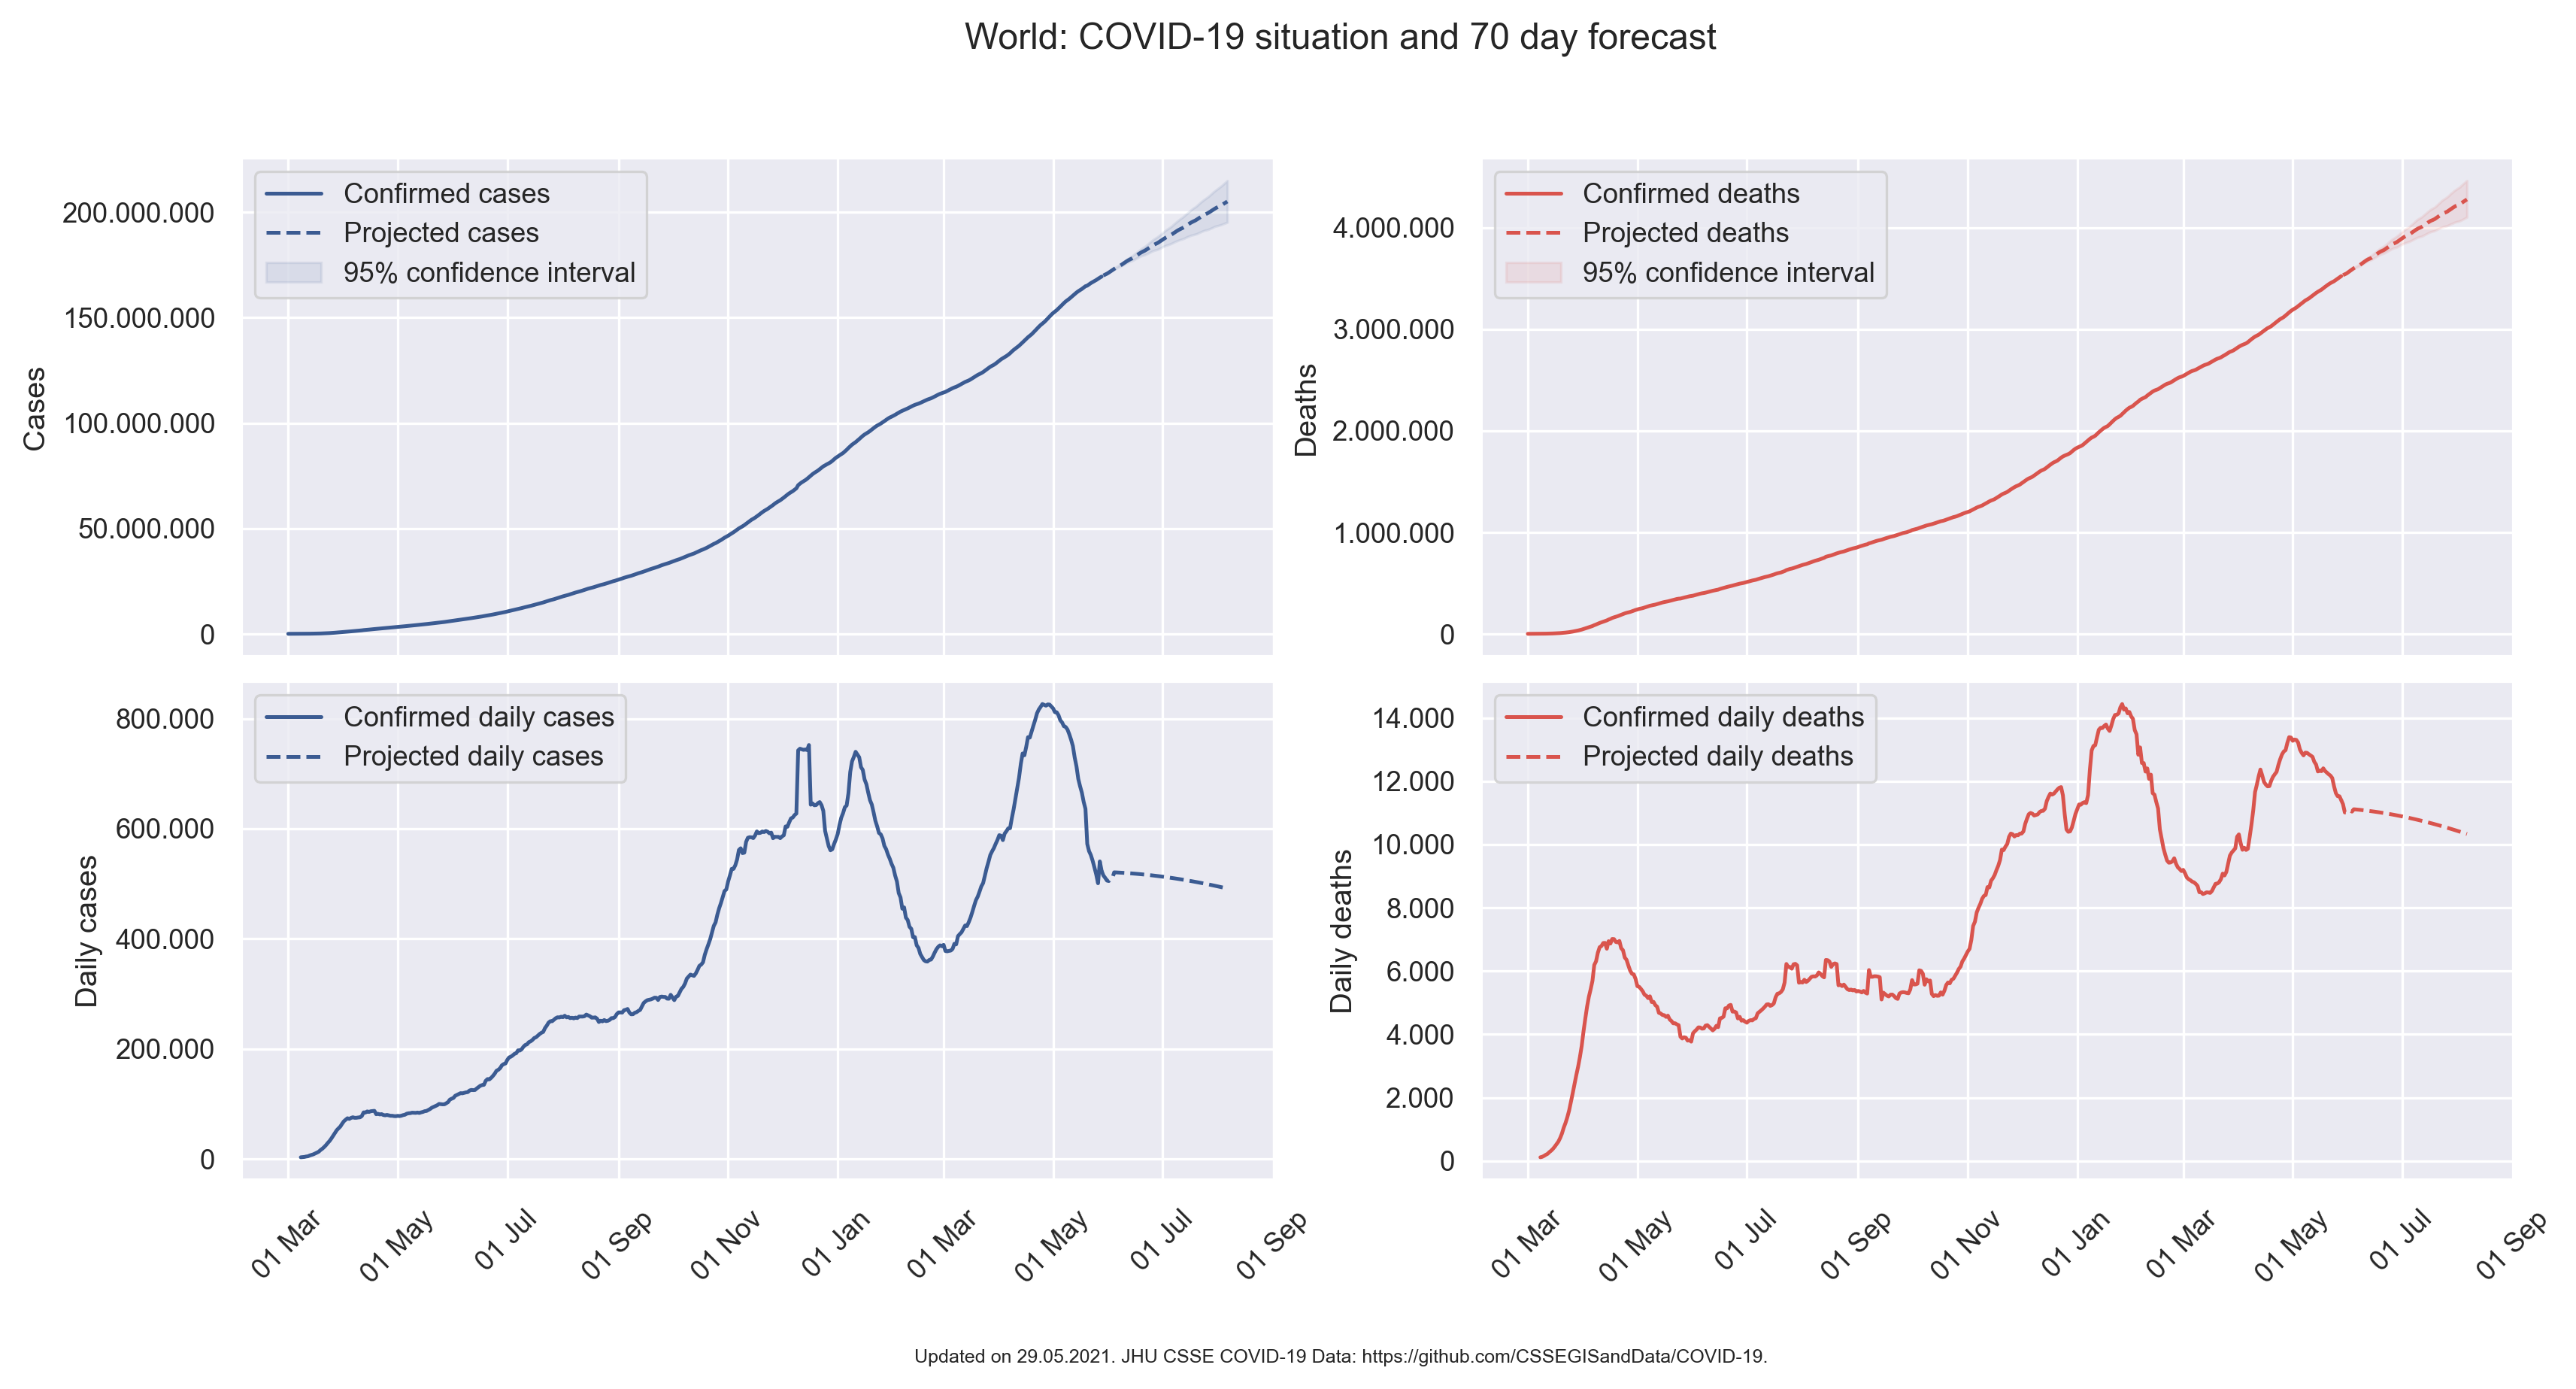 World: COVID-19 situation and 70 day forecast
Cases
200.000.000
150.000.000
100.000.000
50.000.000
0
Confirmed cases
Projected cases
95% confidence interval
Deaths
4.000.000
3.000.000
2.000.000
1.000.000
0
Confirmed deaths
Projected deaths
95% confidence interval
Daily cases
800.000
600.000
400.000
200.000
0
Confirmed daily cases
Projected daily cases
01 Mar
01 May
01 Jul
01 Sep
01 Nov
01 Jan
01 Mar
01 May
01 Jul
01 Sep
Daily deaths
14.000
12.000
10.000
8.000
6.000
4.000
2.000
0
Confirmed daily deaths
Projected daily deaths
01 Mar
01 May
01 Jul
01 Sep
01 Nov
01 Jan
01 Mar
01 May
01 Jul
01 Sep
Updated on 29.05.2021. JHU CSSE COVID-19 Data: https://github.com/CSSEGISandData/COVID-19.